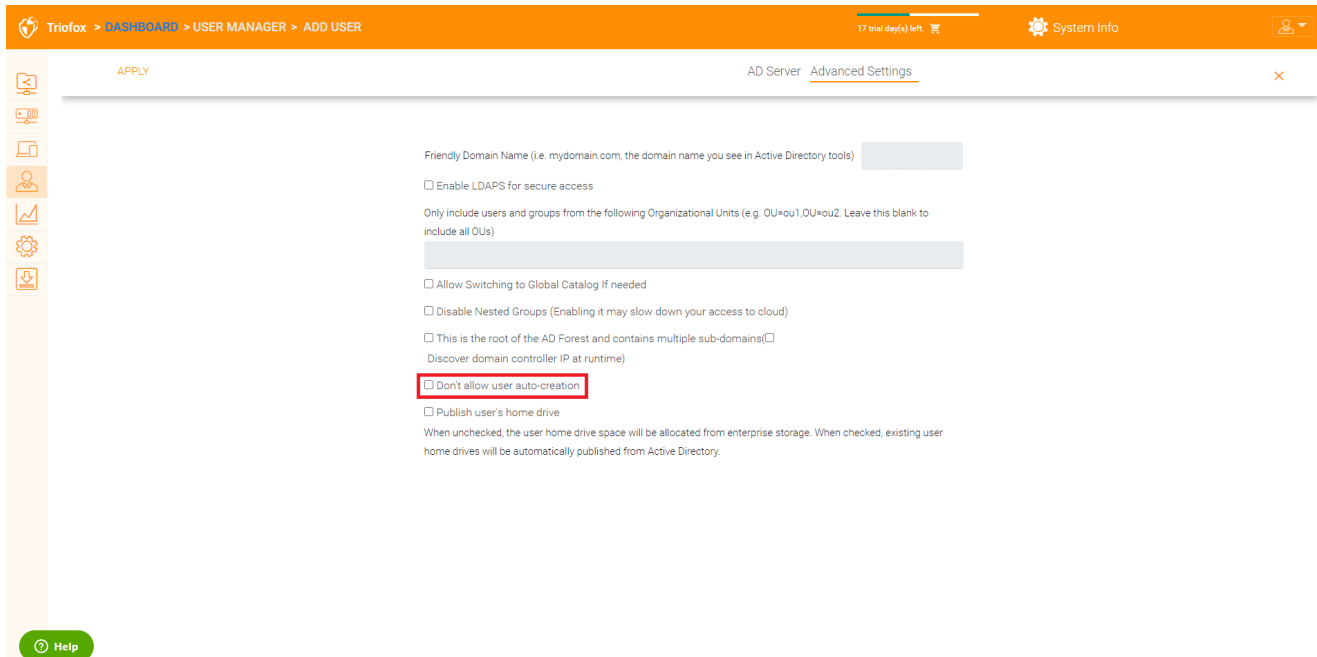 Triofox > DASHBOARD > USER MANAGER > ADD USER
17 trial day(s) left.
System Info
APPLY
AD Server Advanced Settings
Friendly Domain Name (i.e. mydomain.com, the domain name you see in Active Directory tools)
Enable LDAPS for secure access
Only include users and groups from the following Organizational Units (e.g. OU=ou1,OU=ou2. Leave this blank to
include all OUs)
Allow Switching to Global Catalog If needed
Disable Nested Groups (Enabling it may slow down your access to cloud)
This is the root of the AD Forest and contains multiple sub-domains(
Discover domain controller IP at runtime)
Don't allow user auto-creation
Publish user's home drive
When unchecked, the user home drive space will be allocated from enterprise storage. When checked, existing user
home drives will be automatically published from Active Directory.
Help